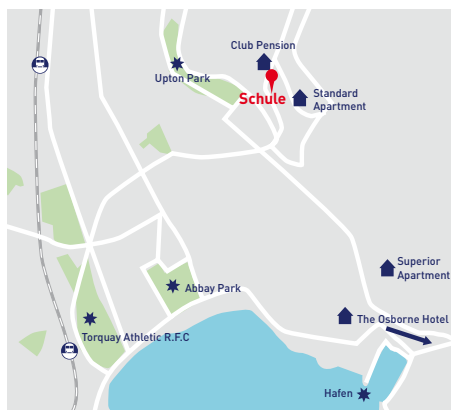 Club Pension
Upton Park
Schule
Standard
Apartment
Superior
Apartment
Abbay Park
The Osborne Hotel
Torquay Athletic R.F.C
Hafen